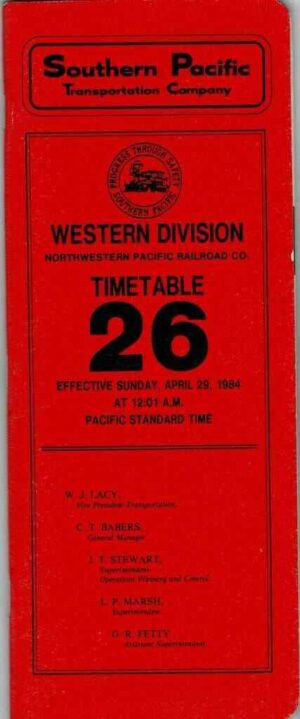 Southern Pacific
Transportation Company
PROGRESS THROUGH SAFETY
SOUTHERN PACIFIC
WESTERN DIVISION
NORTHWESTERN PACIFIC RAILROAD CO.
TIMETABLE
26
EFFECTIVE SUNDAY, APRIL 29, 1984
AT 12:01 A.M.
PACIFIC STANDARD TIME
W. J. LACY,
Vice President-Transportation.
C. T. BABERS,
General Manager.
J. T. STEWART,
Superintendent-
Operations Planning and Control.
L. P. MARSH,
Superintendent.
G. R. FETTY
Assistant Superintendent.